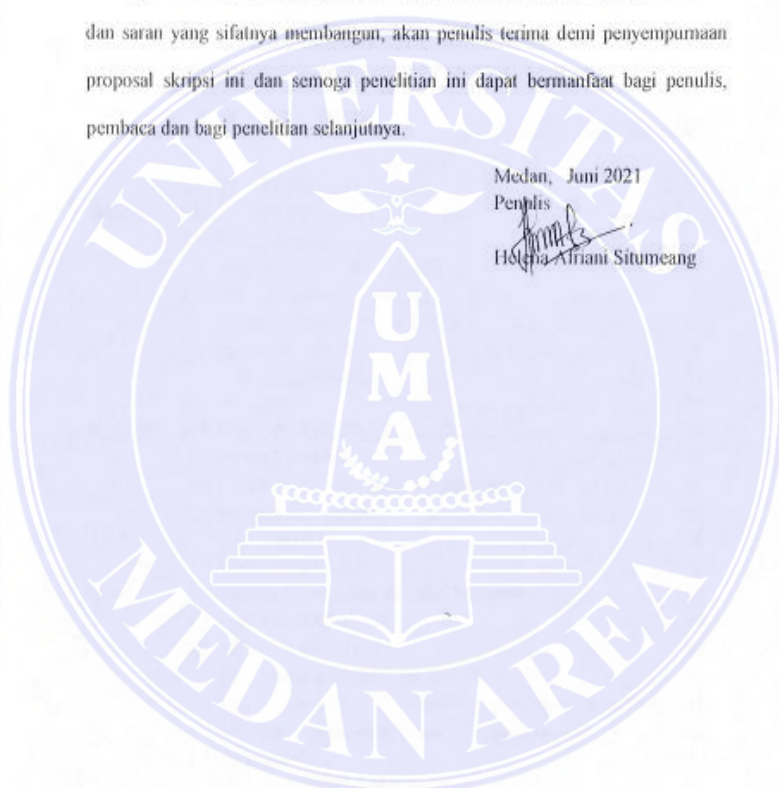 dan saran yang sifatnya membangun, akan penulis terima demi penyempurnaan
proposal skripsi ini dan semoga penelitian ini dapat bermanfaat bagi penulis,
pembaca dan bagi penelitian selanjutnya.
Medan, Juni 2021
Penulis
Helena Afriani Situmeang
UNIVERSITAS
UMA
MEDAN AREA